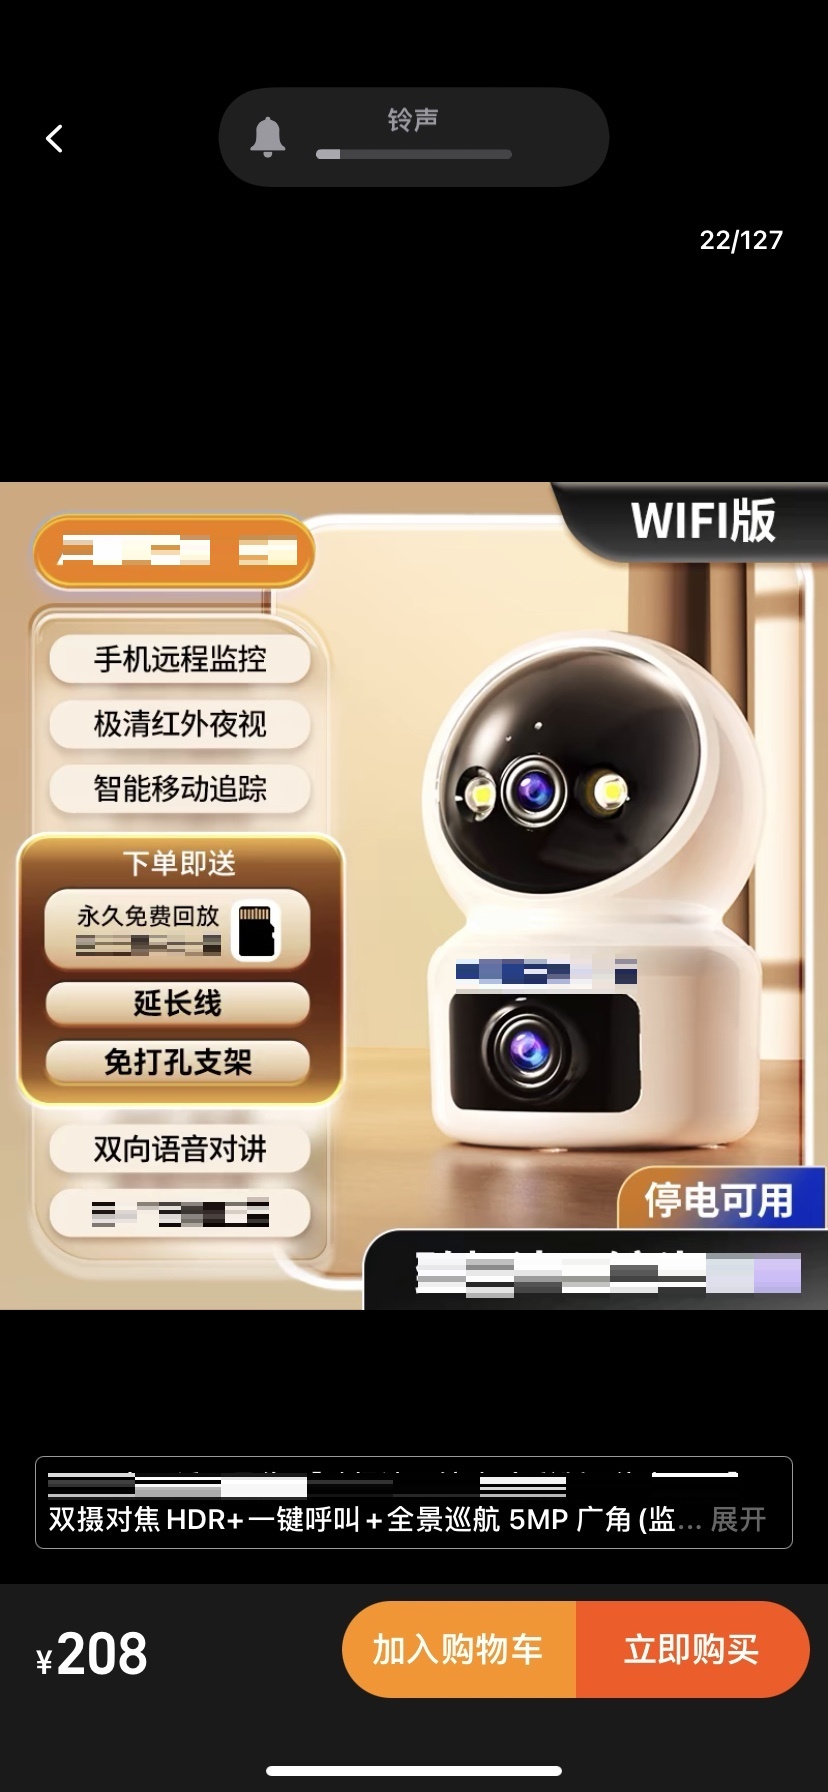 铃声
22/127
WIFI版
手机远程监控
极清红外夜视
智能移动追踪
下单即送
永久免费回放
延长线
免打孔支架
双向语音对讲
停电可用
双摄对焦HDR+一键呼叫+全景巡航 5MP 广角(监... 展开
¥208
加入购物车
立即购买